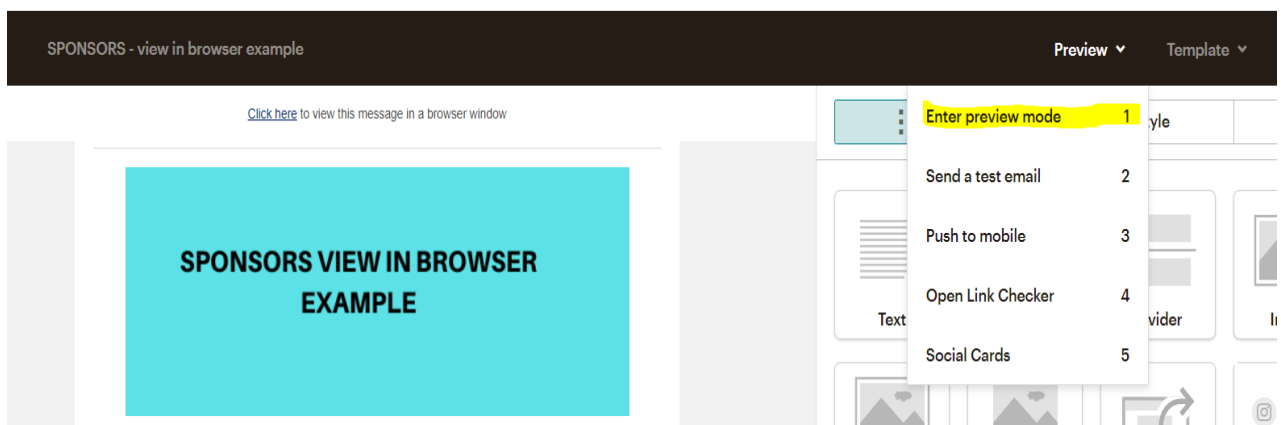 SPONSORS - view in browser example
Preview
Template
Click here to view this message in a browser window
SPONSORS VIEW IN BROWSER
EXAMPLE
Enter preview mode 1
Send a test email 2
Push to mobile 3
Open Link Checker 4
Social Cards 5
yle
Text
vider